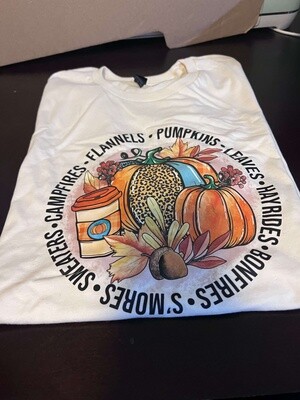 SWEATERS • CAMPFIRES • FLANNELS • PUMPKINS • LEAVES • HAYRIDES • BONFIRES • S'MORES •